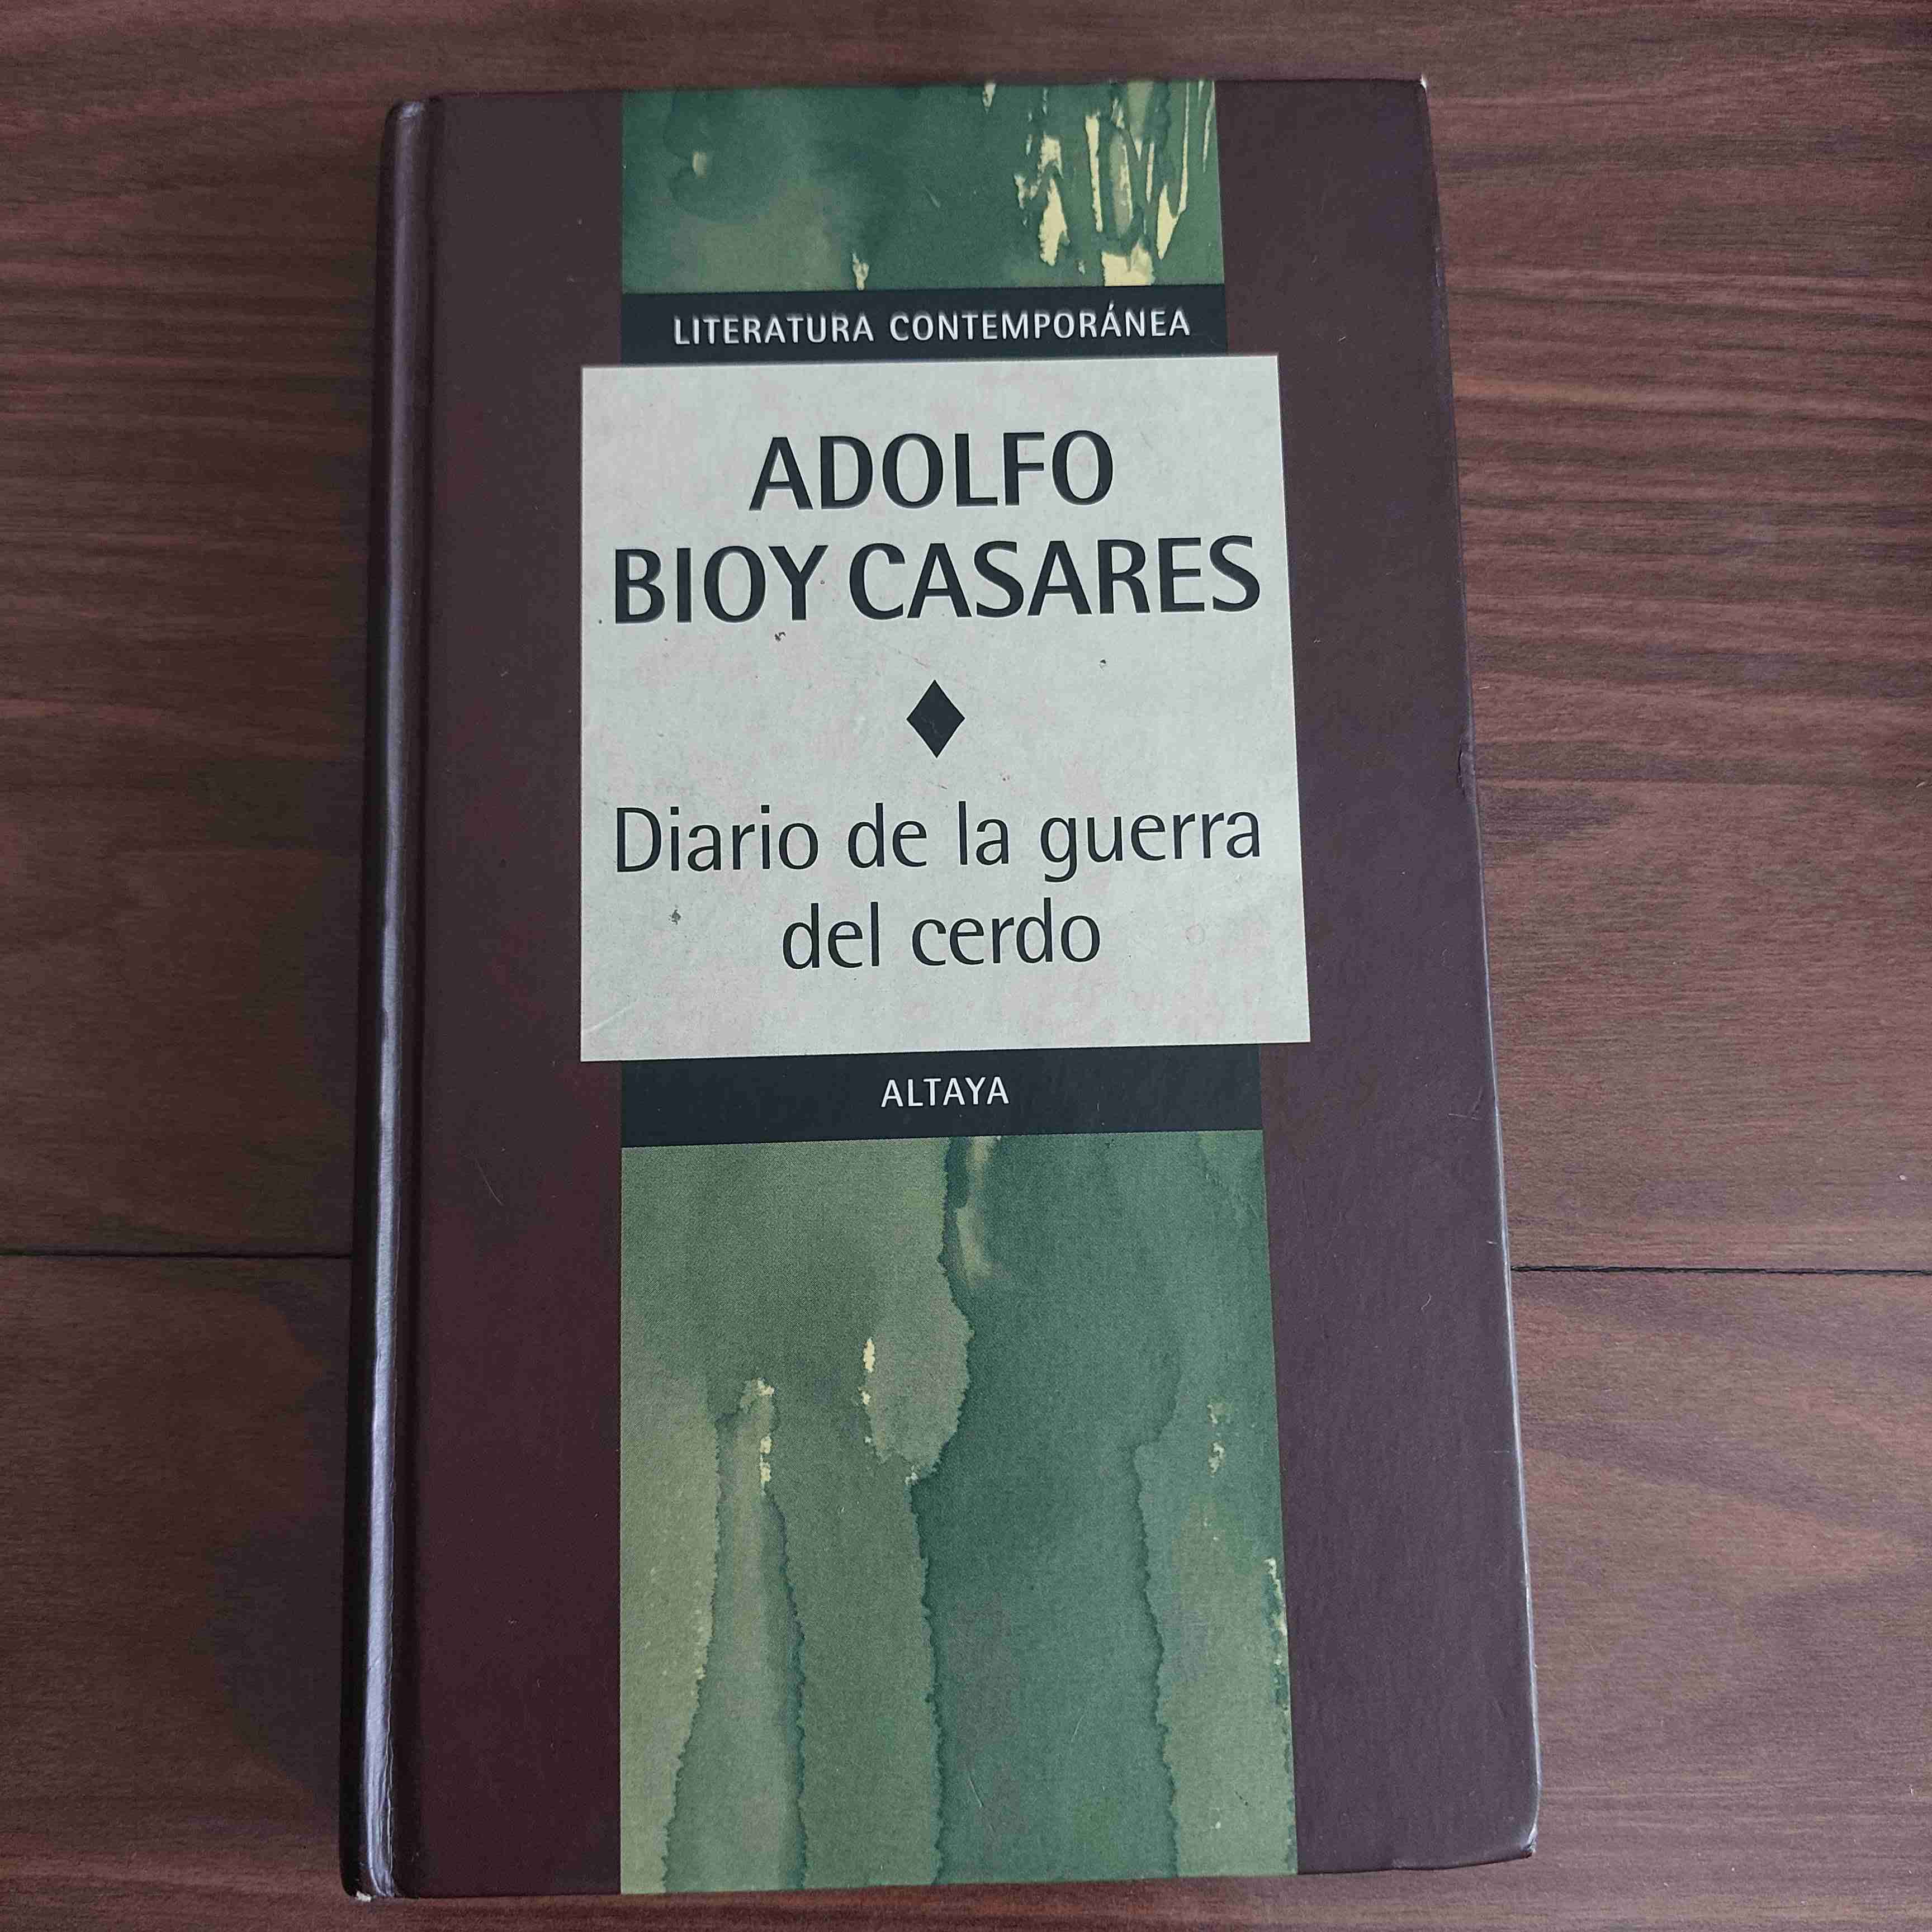 LITERATURA CONTEMPORÁNEA
ADOLFO
BIOY CASARES
Diario de la guerra
del cerdo
ALTAYA